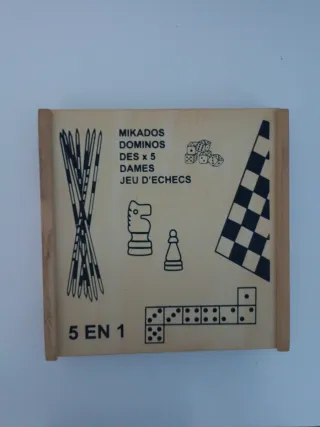 MIKADOS
DOMINOS
DES x 5
DAMES
JEU D'ECHECS
5 EN 1